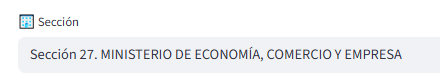 Sección
Sección 27. MINISTERIO DE ECONOMÍA, COMERCIO Y EMPRESA